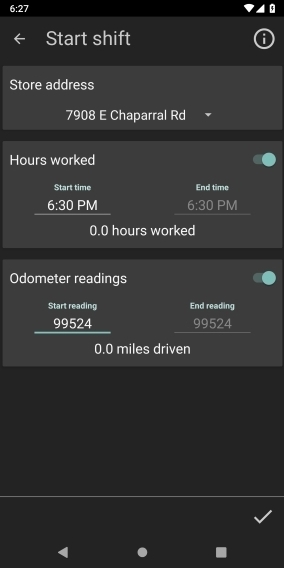 6:27
Start shift
Store address
7908 E Chaparral Rd
Hours worked
Start time
End time
6:30 PM
6:30 PM
0.0 hours worked
Odometer readings
Start reading
End reading
99524
99524
0.0 miles driven